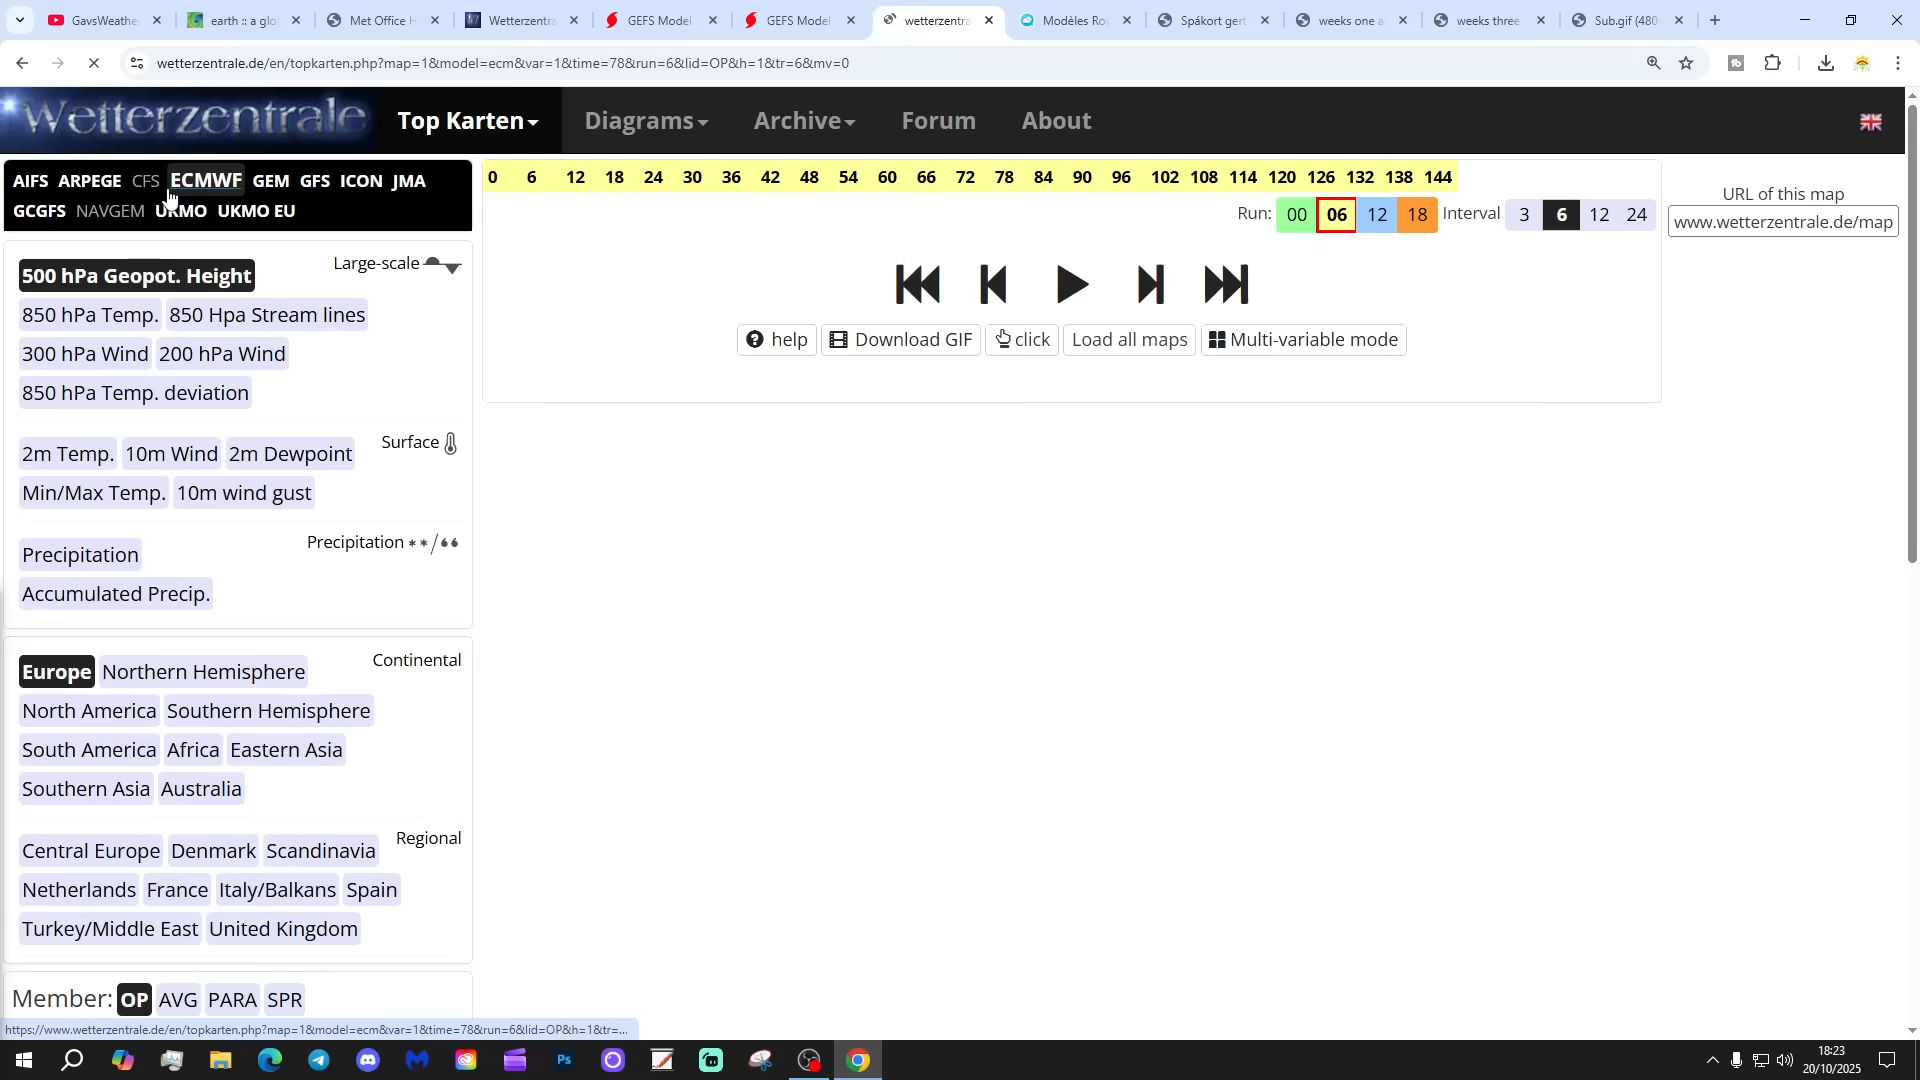 GavsWeathe
earth :: a glo
Met Office H
Wetterzentra
GEFS Model
GEFS Model
wetterzentra
Modèles Roy
Spákort gert
weeks one a
weeks three
Sub.gif (480
wetterzentrale.de/en/topkarten.php?map=1&model=ecm&var=1&time=78&run=6&lid=OP&h=1&tr=6&mv=0
Wetterzentrale Top Karten Diagrams Archive Forum About
AIFS ARPEGE CFS ECMWF GEM GFS ICON JMA
GCGFS NAVGEM UKMO UKMO EU
0 6 12 18 24 30 36 42 48 54 60 66 72 78 84 90 96 102 108 114 120 126 132 138 144
Run: 00 06 12 18 Interval 3 6 12 24
URL of this map
www.wetterzentrale.de/map
help Download GIF click Load all maps Multi-variable mode
Large-scale
500 hPa Geopot. Height
850 hPa Temp. 850 Hpa Stream lines
300 hPa Wind 200 hPa Wind
850 hPa Temp. deviation
Surface
2m Temp. 10m Wind 2m Dewpoint
Min/Max Temp. 10m wind gust
Precipitation
Precipitation
Accumulated Precip.
Continental
Europe Northern Hemisphere
North America Southern Hemisphere
South America Africa Eastern Asia
Southern Asia Australia
Regional
Central Europe Denmark Scandinavia
Netherlands France Italy/Balkans Spain
Turkey/Middle East United Kingdom
Member: OP AVG PARA SPR
https://www.wetterzentrale.de/en/topkarten.php?map=1&model=ecm&var=1&time=78&run=6&lid=OP&h=1&tr=...
18:23
20/10/2025